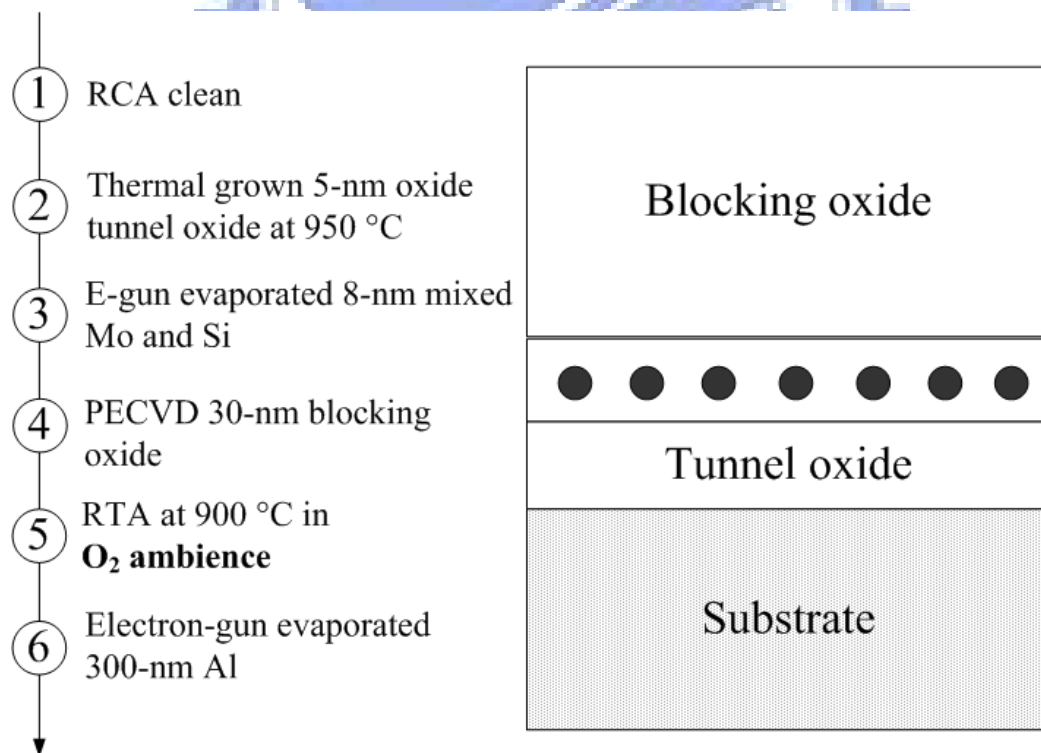 1 RCA clean
2 Thermal grown 5-nm oxide
tunnel oxide at 950 °C
3 E-gun evaporated 8-nm mixed
Mo and Si
4 PECVD 30-nm blocking
oxide
5 RTA at 900 °C in
O₂ ambience
6 Electron-gun evaporated
300-nm Al
Blocking oxide
Tunnel oxide
Substrate